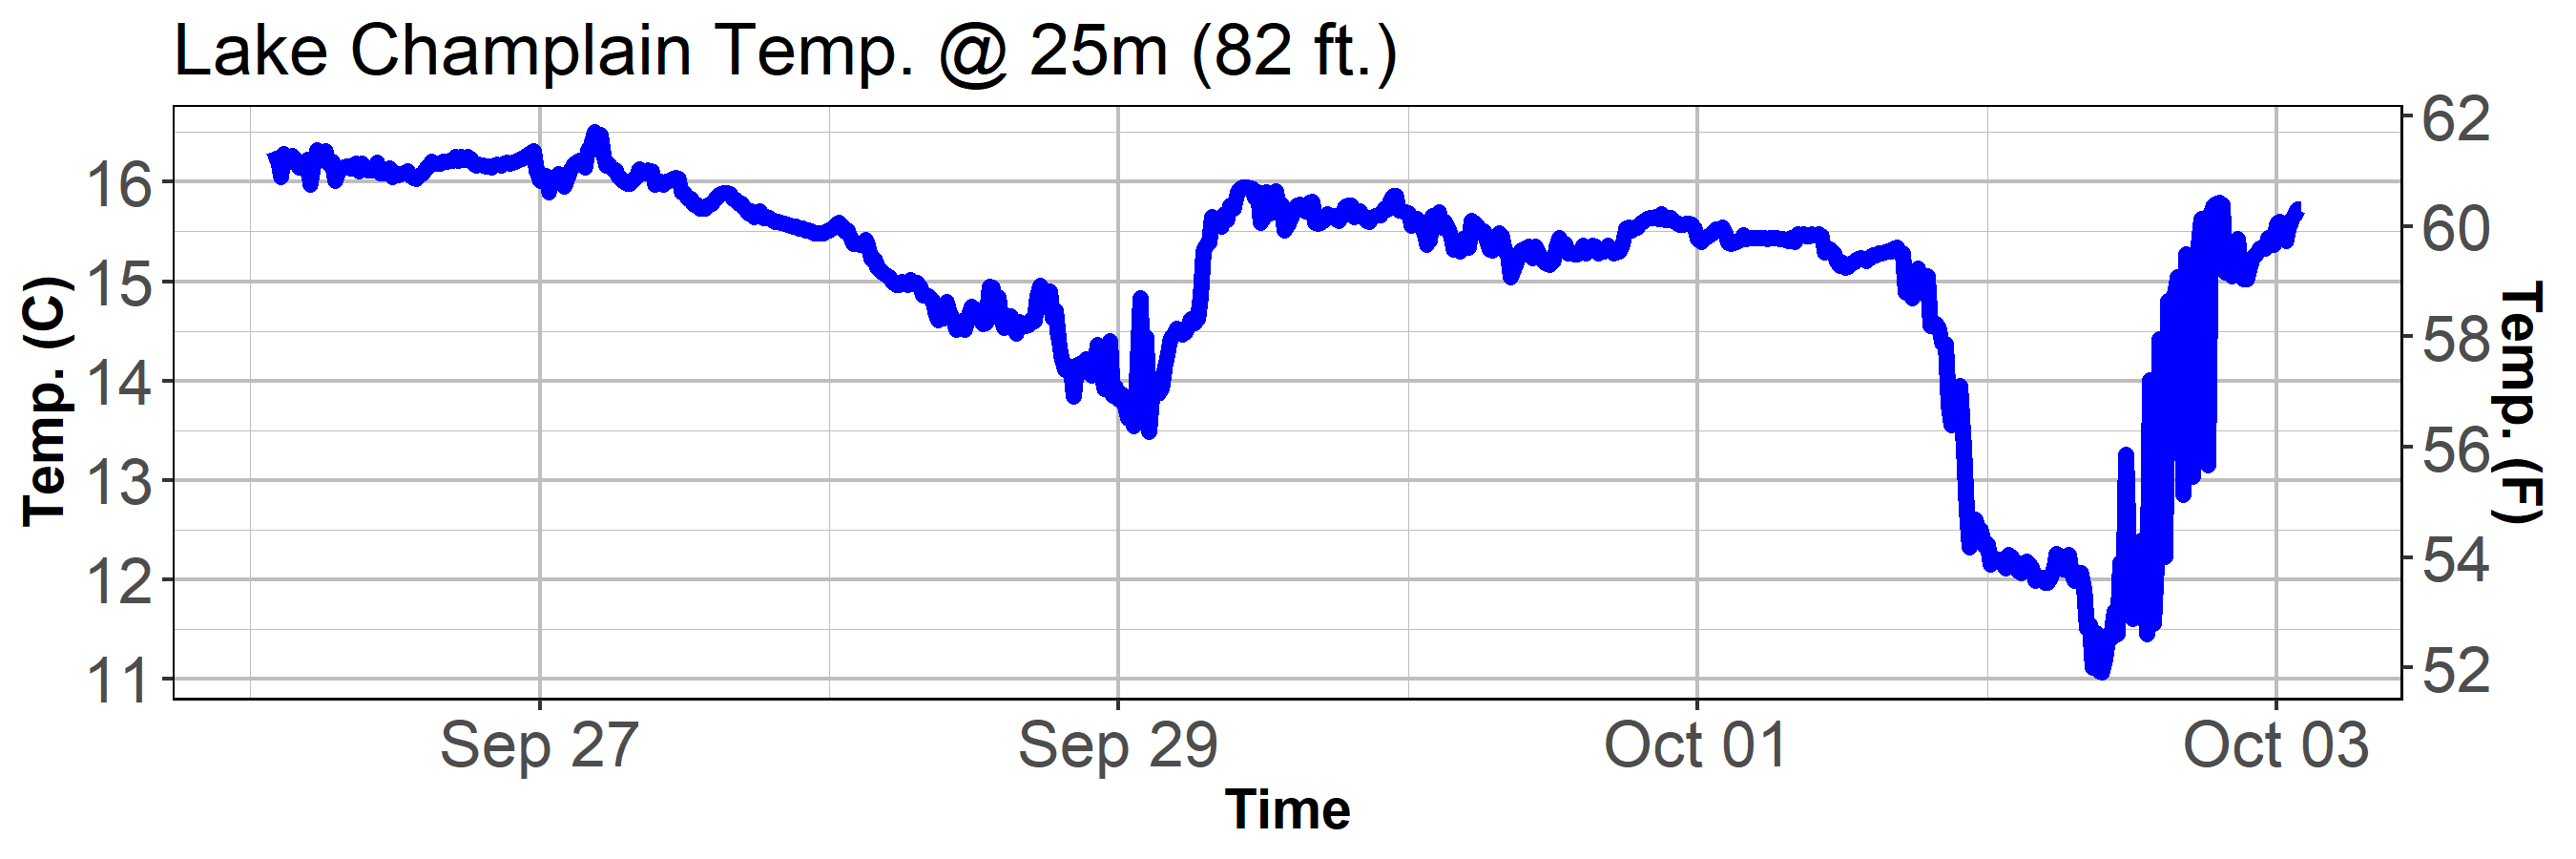 Lake Champlain Temp. @ 25m (82 ft.)
Temp. (C)
16
15
14
13
12
11
62
60
58
56
54
52
Temp. (F)
Sep 27
Sep 29
Oct 01
Oct 03
Time